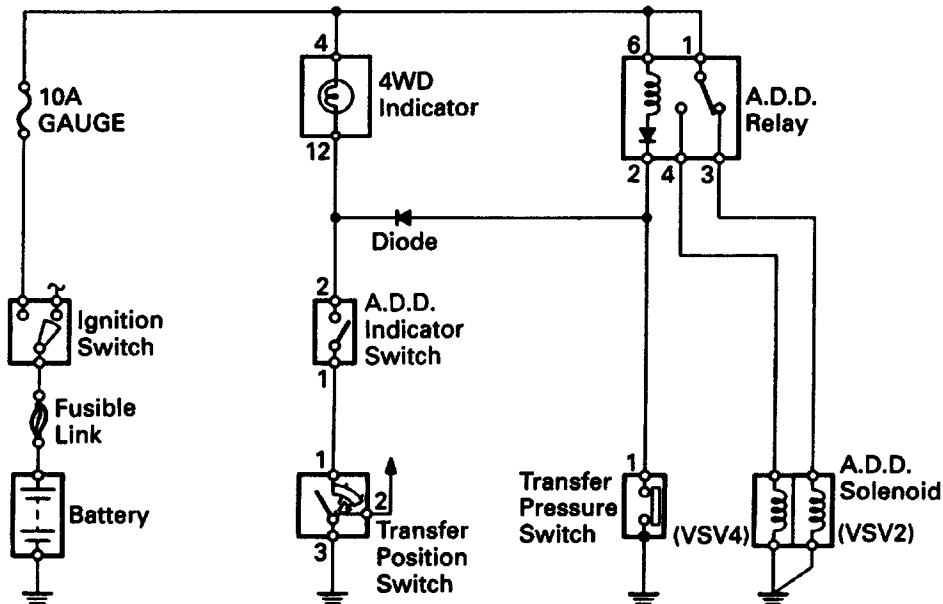 4
6
1
10A
GAUGE
4WD
Indicator
A.D.D.
Relay
12
2
4
3
Diode
2
A.D.D.
Indicator
Switch
1
Ignition
Switch
Fusible
Link
Battery
1
2
3
Transfer
Position
Switch
1
Transfer
Pressure
Switch
(VSV4)
(VSV2)
A.D.D.
Solenoid